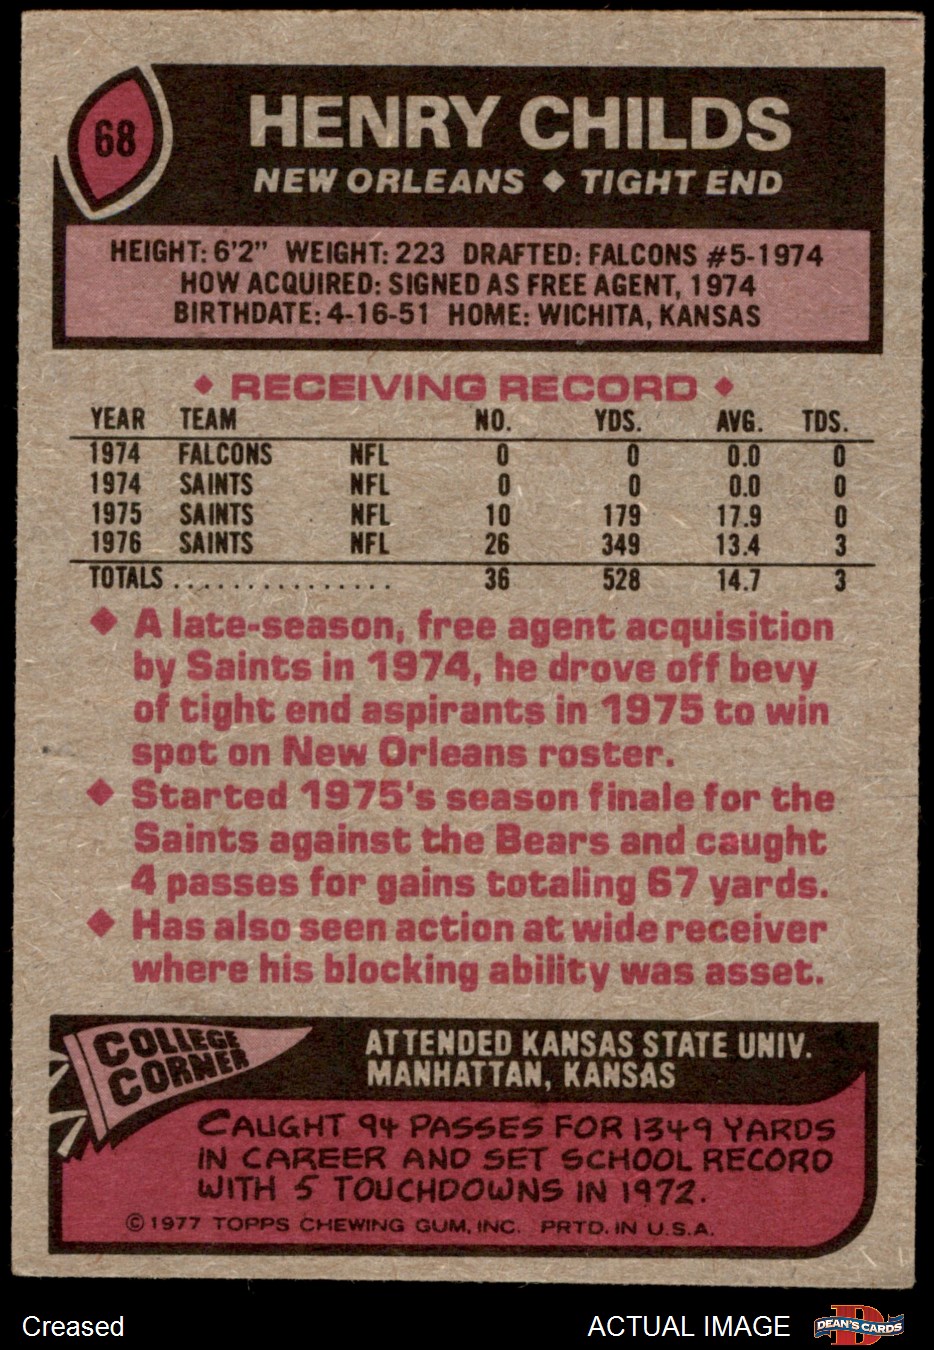 68
HENRY CHILDS
NEW ORLEANS ◆ TIGHT END
HEIGHT: 6'2" WEIGHT: 223 DRAFTED: FALCONS #5-1974
HOW ACQUIRED: SIGNED AS FREE AGENT, 1974
BIRTHDATE: 4-16-51 HOME: WICHITA, KANSAS
◆ RECEIVING RECORD ◆
YEAR TEAM NO. YDS. AVG. TDS.
1974 FALCONS NFL 0 0 0.0 0
1974 SAINTS NFL 0 0 0.0 0
1975 SAINTS NFL 10 179 17.9 0
1976 SAINTS NFL 26 349 13.4 3
TOTALS . . . . . . . . . . . . . . . 36 528 14.7 3
◆ A late-season, free agent acquisition
by Saints in 1974, he drove off bevy
of tight end aspirants in 1975 to win
spot on New Orleans roster.
◆ Started 1975's season finale for the
Saints against the Bears and caught
4 passes for gains totaling 67 yards.
◆ Has also seen action at wide receiver
where his blocking ability was asset.
COLLEGE
CORNER
ATTENDED KANSAS STATE UNIV.
MANHATTAN, KANSAS
CAUGHT 94 PASSES FOR 1349 YARDS
IN CAREER AND SET SCHOOL RECORD
WITH 5 TOUCHDOWNS IN 1972.
© 1977 TOPPS CHEWING GUM, INC. PRTD. IN U.S.A.
Creased
ACTUAL IMAGE
D
DEAN'S CARDS